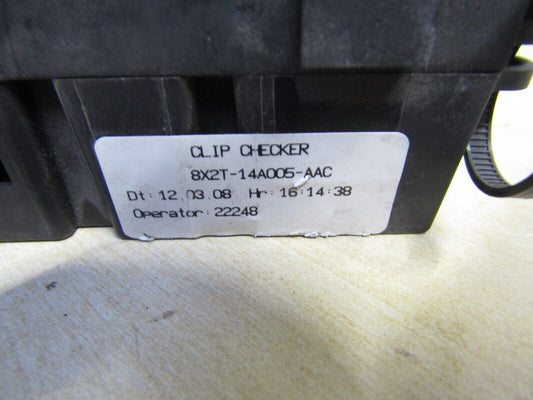 CLIP CHECKER
8X2T-14A005-AAC
Dt: 12.03.08 Hr: 16:14:38
Operator: 22248